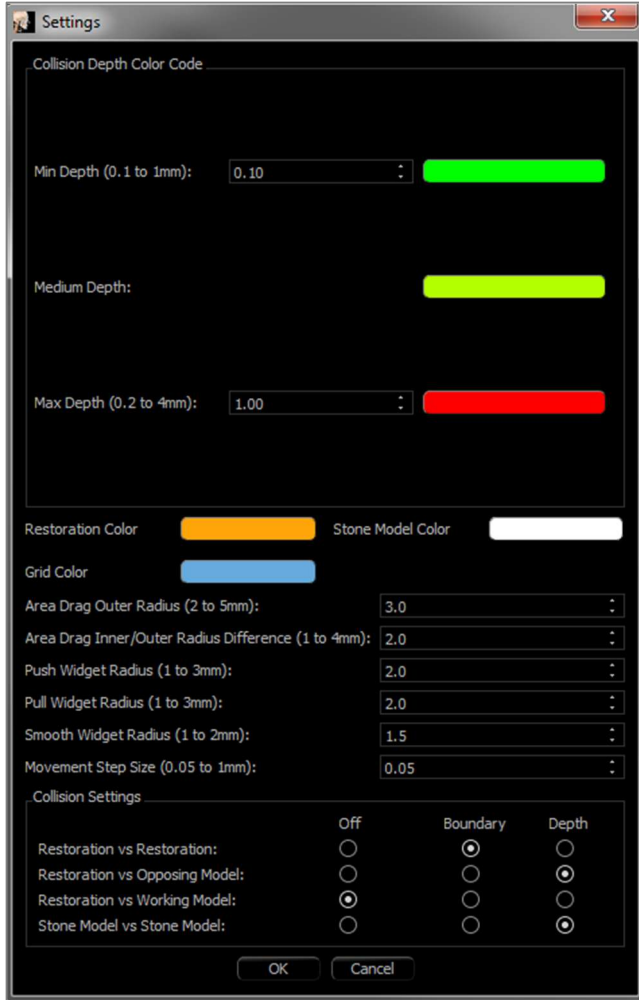 Settings
Collision Depth Color Code
Min Depth (0.1 to 1mm): 0.10
Medium Depth:
Max Depth (0.2 to 4mm): 1.00
Restoration Color Stone Model Color
Grid Color
Area Drag Outer Radius (2 to 5mm): 3.0
Area Drag Inner/Outer Radius Difference (1 to 4mm): 2.0
Push Widget Radius (1 to 3mm): 2.0
Pull Widget Radius (1 to 3mm): 2.0
Smooth Widget Radius (1 to 2mm): 1.5
Movement Step Size (0.05 to 1mm): 0.05
Collision Settings
Off Boundary Depth
Restoration vs Restoration:
Restoration vs Opposing Model:
Restoration vs Working Model:
Stone Model vs Stone Model:
OK Cancel